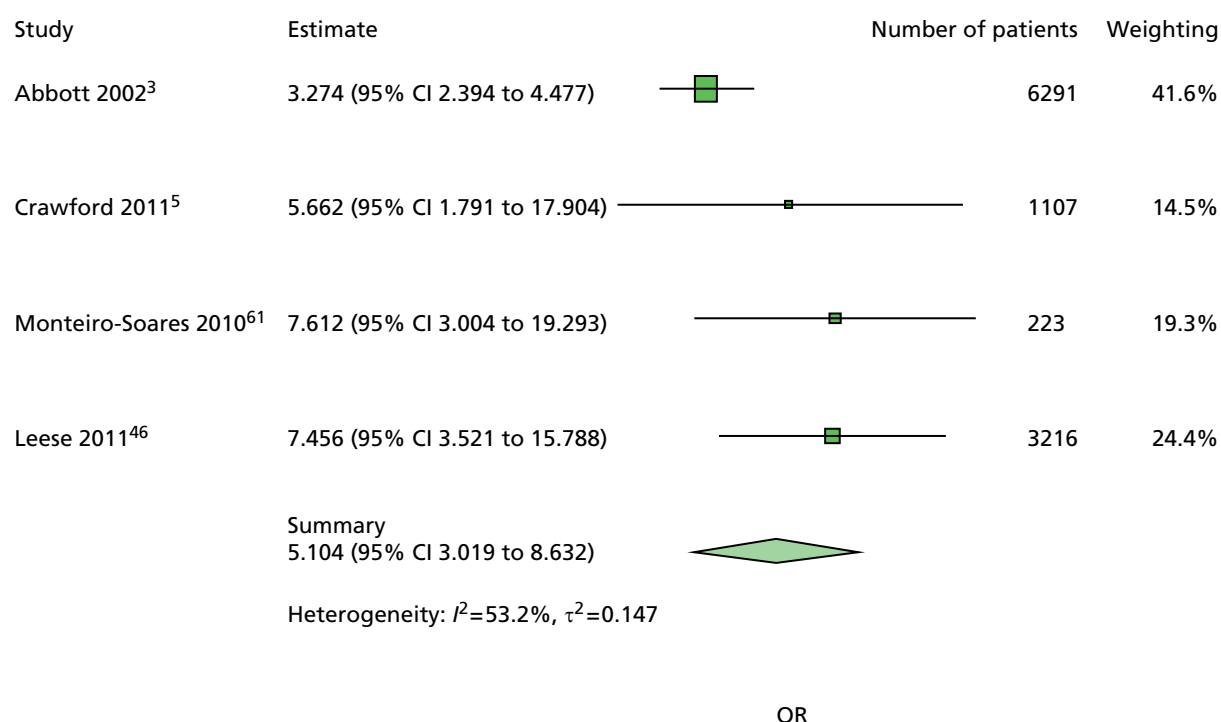 Study Estimate Number of patients Weighting
Abbott 2002³ 3.274 (95% CI 2.394 to 4.477) 6291 41.6%
Crawford 2011⁵ 5.662 (95% CI 1.791 to 17.904) 1107 14.5%
Monteiro-Soares 2010⁶¹ 7.612 (95% CI 3.004 to 19.293) 223 19.3%
Leese 2011⁴⁶ 7.456 (95% CI 3.521 to 15.788) 3216 24.4%
Summary
5.104 (95% CI 3.019 to 8.632)
Heterogeneity: I²=53.2%, τ²=0.147
OR